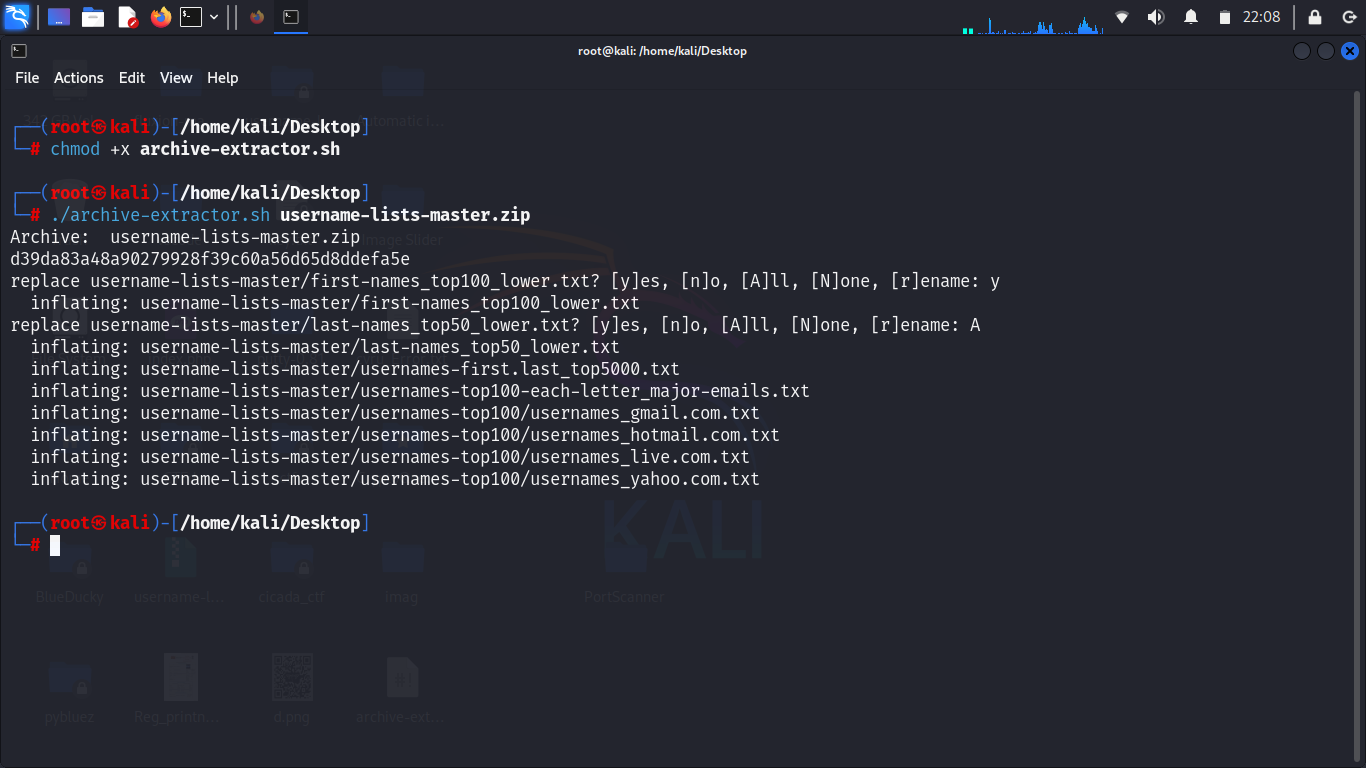 22:08
root@kali: /home/kali/Desktop
File Actions Edit View Help
┌──(root㉿kali)-[/home/kali/Desktop]
└─# chmod +x archive-extractor.sh
┌──(root㉿kali)-[/home/kali/Desktop]
└─# ./archive-extractor.sh username-lists-master.zip
Archive:  username-lists-master.zip
d39da83a48a90279928f39c60a56d65d8ddefa5e
replace username-lists-master/first-names_top100_lower.txt? [y]es, [n]o, [A]ll, [N]one, [r]ename: y
  inflating: username-lists-master/first-names_top100_lower.txt
replace username-lists-master/last-names_top50_lower.txt? [y]es, [n]o, [A]ll, [N]one, [r]ename: A
  inflating: username-lists-master/last-names_top50_lower.txt
  inflating: username-lists-master/usernames-first.last_top5000.txt
  inflating: username-lists-master/usernames-top100-each-letter_major-emails.txt
  inflating: username-lists-master/usernames-top100/usernames_gmail.com.txt
  inflating: username-lists-master/usernames-top100/usernames_hotmail.com.txt
  inflating: username-lists-master/usernames-top100/usernames_live.com.txt
  inflating: username-lists-master/usernames-top100/usernames_yahoo.com.txt
┌──(root㉿kali)-[/home/kali/Desktop]
└─#
KALI
BlueDucky username-l... cicada_ctf imag PortScanner
pybluez Reg_printn... d.png archive-ext...